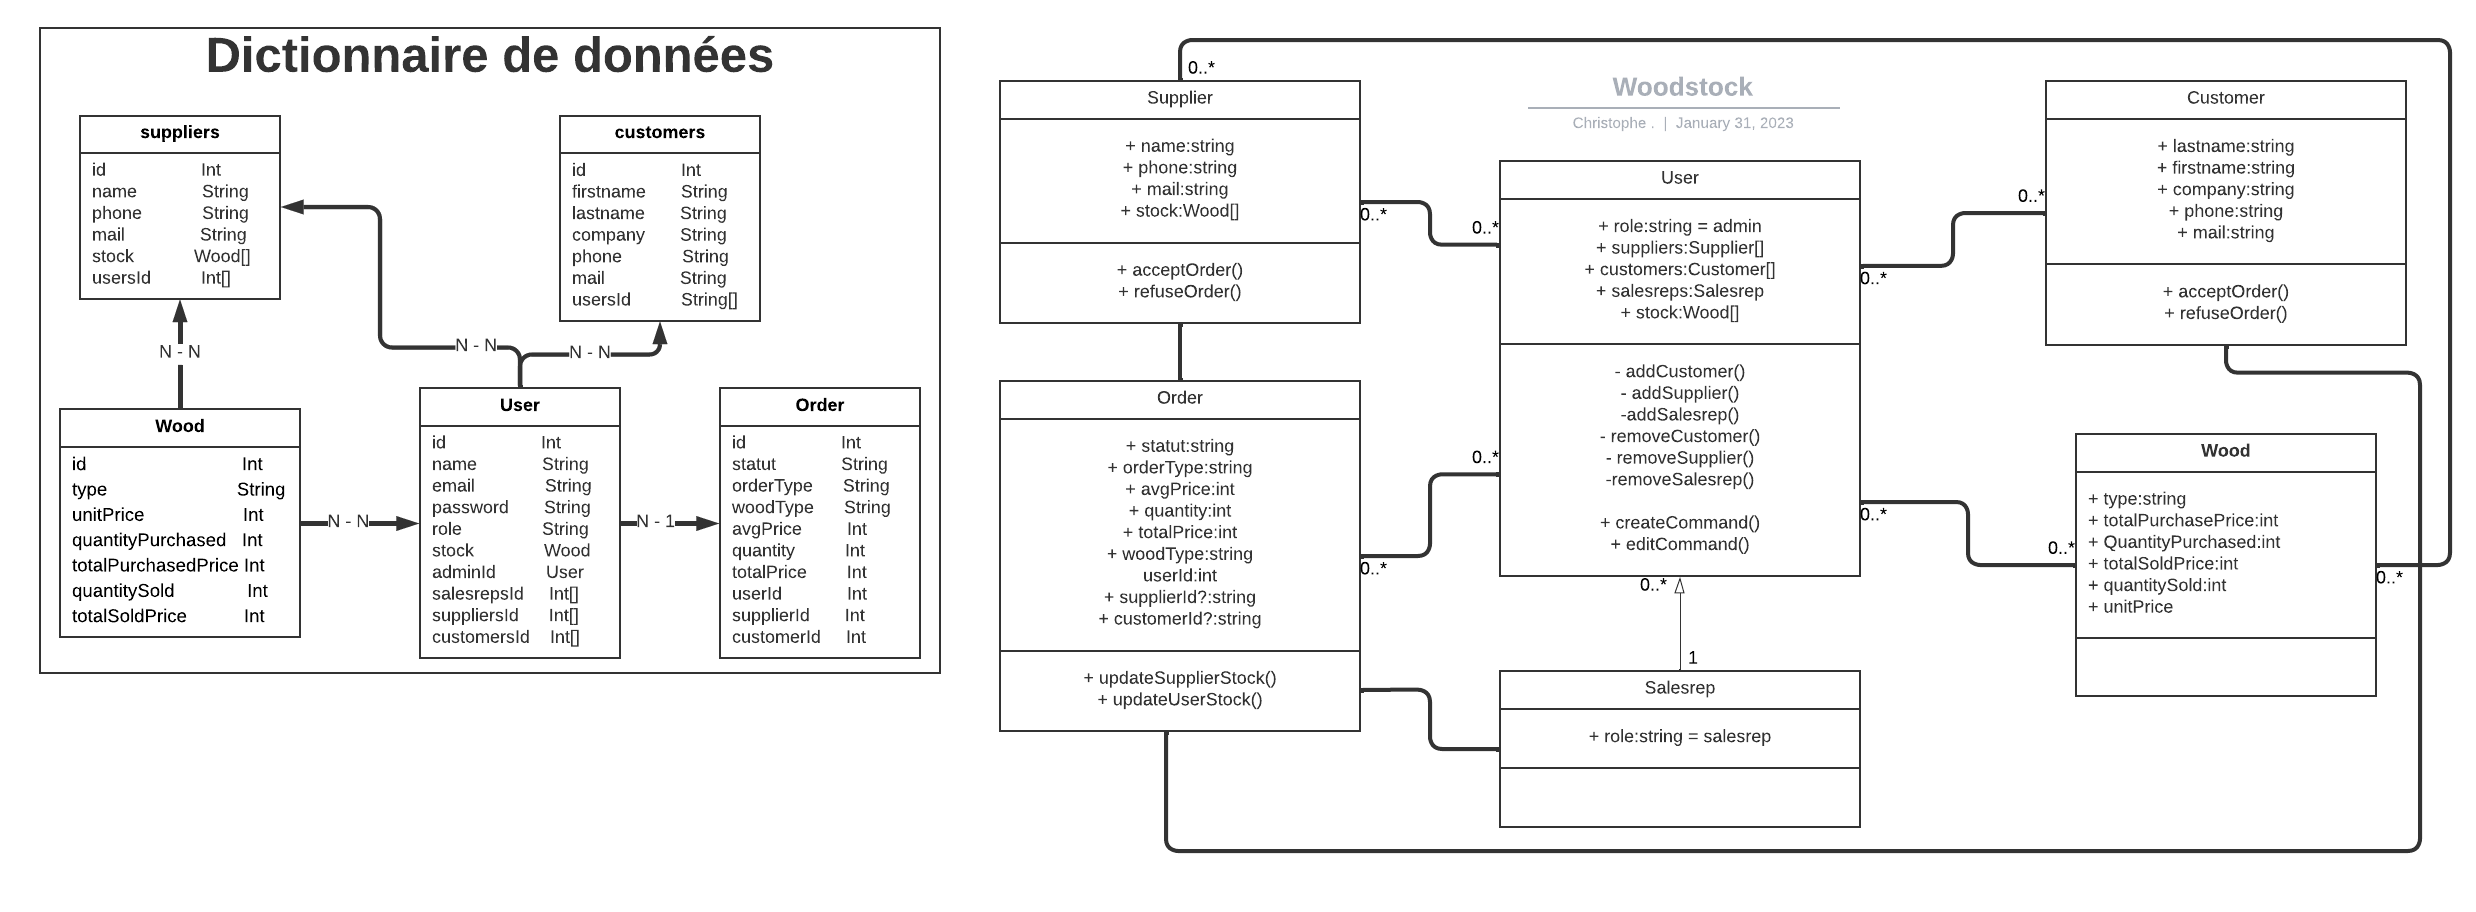 Dictionnaire de données
suppliers
id Int
name String
phone String
mail String
stock Wood[]
usersId Int[]
customers
id Int
firstname String
lastname String
company String
phone String
mail String
usersId String[]
N - N
N - N
N - N
Wood
id Int
type String
unitPrice Int
quantityPurchased Int
totalPurchasedPrice Int
quantitySold Int
totalSoldPrice Int
N - N
User
id Int
name String
email String
password String
role String
stock Wood
adminId User
salesrepsId Int[]
suppliersId Int[]
customersId Int[]
N - 1
Order
id Int
statut String
orderType String
woodType String
avgPrice Int
quantity Int
totalPrice Int
userId Int
supplierId Int
customerId Int
Woodstock
Christophe . | January 31, 2023
0..*
Supplier
+ name:string
+ phone:string
+ mail:string
+ stock:Wood[]
+ acceptOrder()
+ refuseOrder()
0..*
0..*
User
+ role:string = admin
+ suppliers:Supplier[]
+ customers:Customer[]
+ salesreps:Salesrep
+ stock:Wood[]
- addCustomer()
- addSupplier()
-addSalesrep()
- removeCustomer()
- removeSupplier()
-removeSalesrep()
+ createCommand()
+ editCommand()
0..*
0..*
Customer
+ lastname:string
+ firstname:string
+ company:string
+ phone:string
+ mail:string
+ acceptOrder()
+ refuseOrder()
Order
+ statut:string
+ orderType:string
+ avgPrice:int
+ quantity:int
+ totalPrice:int
+ woodType:string
userId:int
+ supplierId?:string
+ customerId?:string
+ updateSupplierStock()
+ updateUserStock()
0..*
0..*
0..*
0..*
Wood
+ type:string
+ totalPurchasePrice:int
+ QuantityPurchased:int
+ totalSoldPrice:int
+ quantitySold:int
+ unitPrice
0..*
0..*
1
Salesrep
+ role:string = salesrep